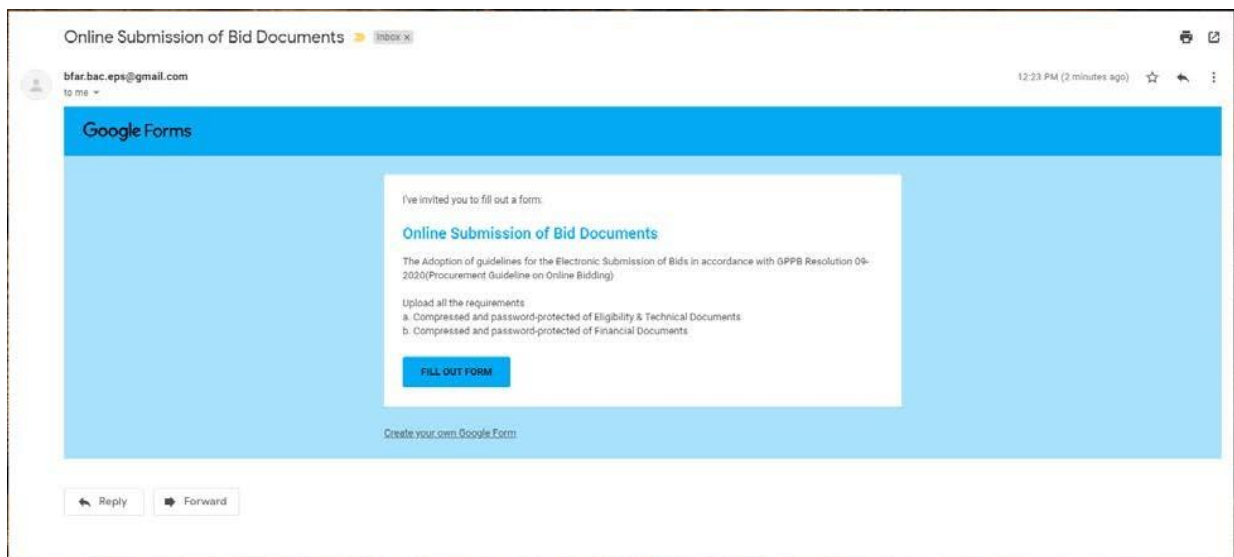 Online Submission of Bid Documents
Inbox x
bfar.bac.eps@gmail.com
12:23 PM (2 minutes ago)
to me
Google Forms
I've invited you to fill out a form:
Online Submission of Bid Documents
The Adoption of guidelines for the Electronic Submission of Bids in accordance with GPPB Resolution 09-
2020(Procurement Guideline on Online Bidding)
Upload all the requirements
a. Compressed and password-protected of Eligibility & Technical Documents
b. Compressed and password-protected of Financial Documents
FILL OUT FORM
Create your own Google Form
Reply
Forward